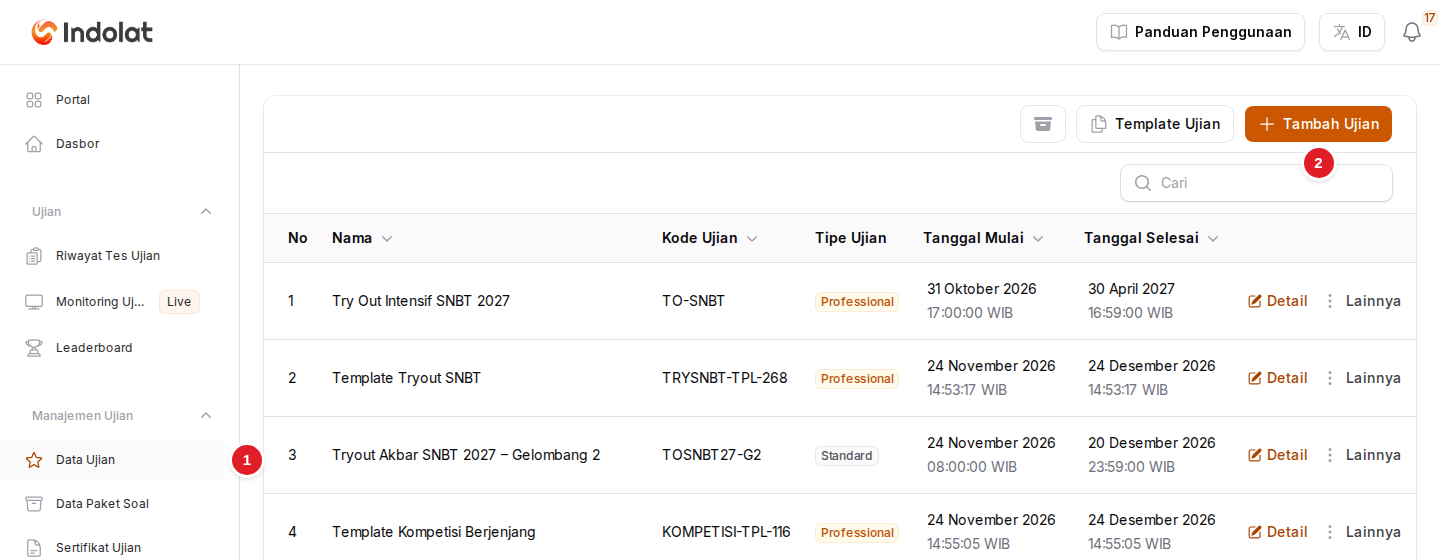 Indolat
Panduan Penggunaan
ID
17
Portal
Dasbor
Ujian
Riwayat Tes Ujian
Monitoring Uj... Live
Leaderboard
Manajemen Ujian
Data Ujian
1
Data Paket Soal
Sertifikat Ujian
Template Ujian
Tambah Ujian
2
Cari
No Nama Kode Ujian Tipe Ujian Tanggal Mulai Tanggal Selesai
1 Try Out Intensif SNBT 2027 TO-SNBT Professional 31 Oktober 2026 30 April 2027 Detail Lainnya
17:00:00 WIB 16:59:00 WIB
2 Template Tryout SNBT TRYSNBT-TPL-268 Professional 24 November 2026 24 Desember 2026 Detail Lainnya
14:53:17 WIB 14:53:17 WIB
3 Tryout Akbar SNBT 2027 – Gelombang 2 TOSNBT27-G2 Standard 24 November 2026 20 Desember 2026 Detail Lainnya
08:00:00 WIB 23:59:00 WIB
4 Template Kompetisi Berjenjang KOMPETISI-TPL-116 Professional 24 November 2026 24 Desember 2026 Detail Lainnya
14:55:05 WIB 14:55:05 WIB